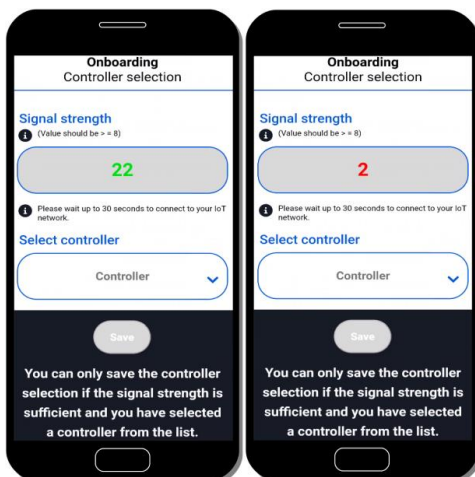 Onboarding
Controller selection
Signal strength
i (Value should be > = 8)
22
i Please wait up to 30 seconds to connect to your IoT
network.
Select controller
Controller
Save
You can only save the controller
selection if the signal strength is
sufficient and you have selected
a controller from the list.
Onboarding
Controller selection
Signal strength
i (Value should be > = 8)
2
i Please wait up to 30 seconds to connect to your IoT
network.
Select controller
Controller
Save
You can only save the controller
selection if the signal strength is
sufficient and you have selected
a controller from the list.